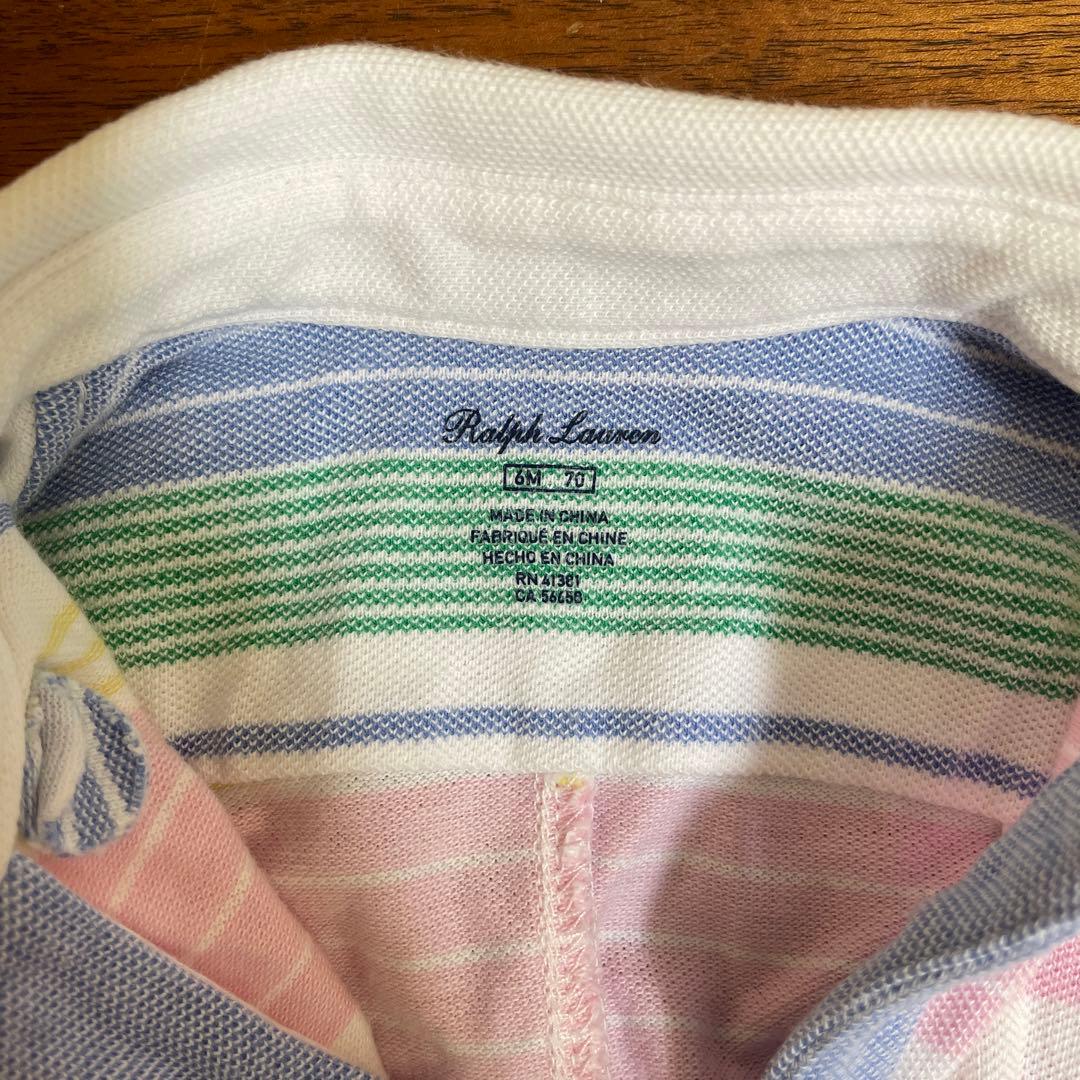 Ralph Lauren
6M 70
MADE IN CHINA
FABRIQUÉ EN CHINE
HECHO EN CHINA
RN 41381
CA 56658